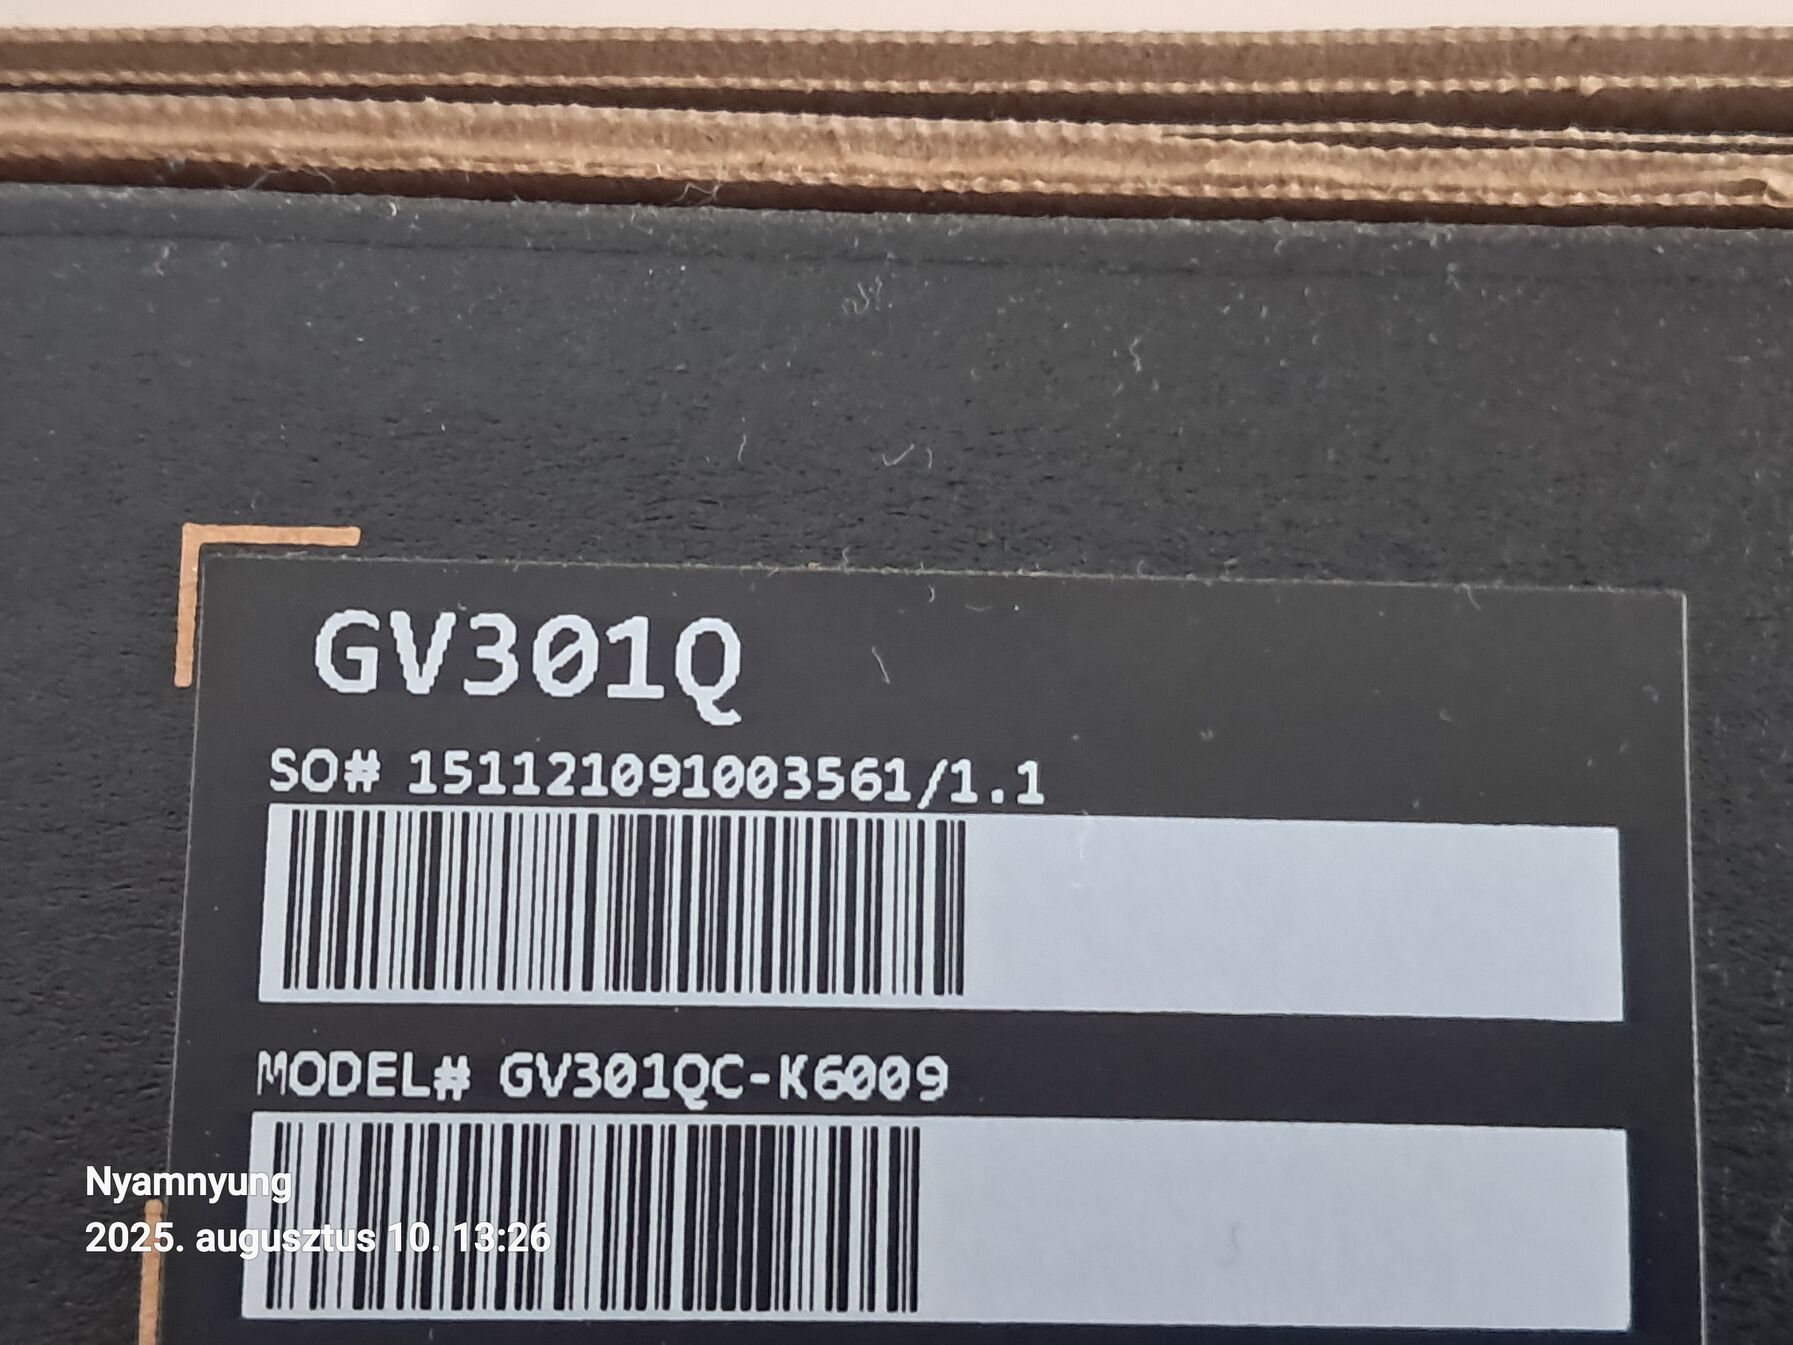 GV301Q
SO# 151121091003561/1.1
MODEL# GV301QC-K6009
Nyamnyung
2025. augusztus 10. 13:26